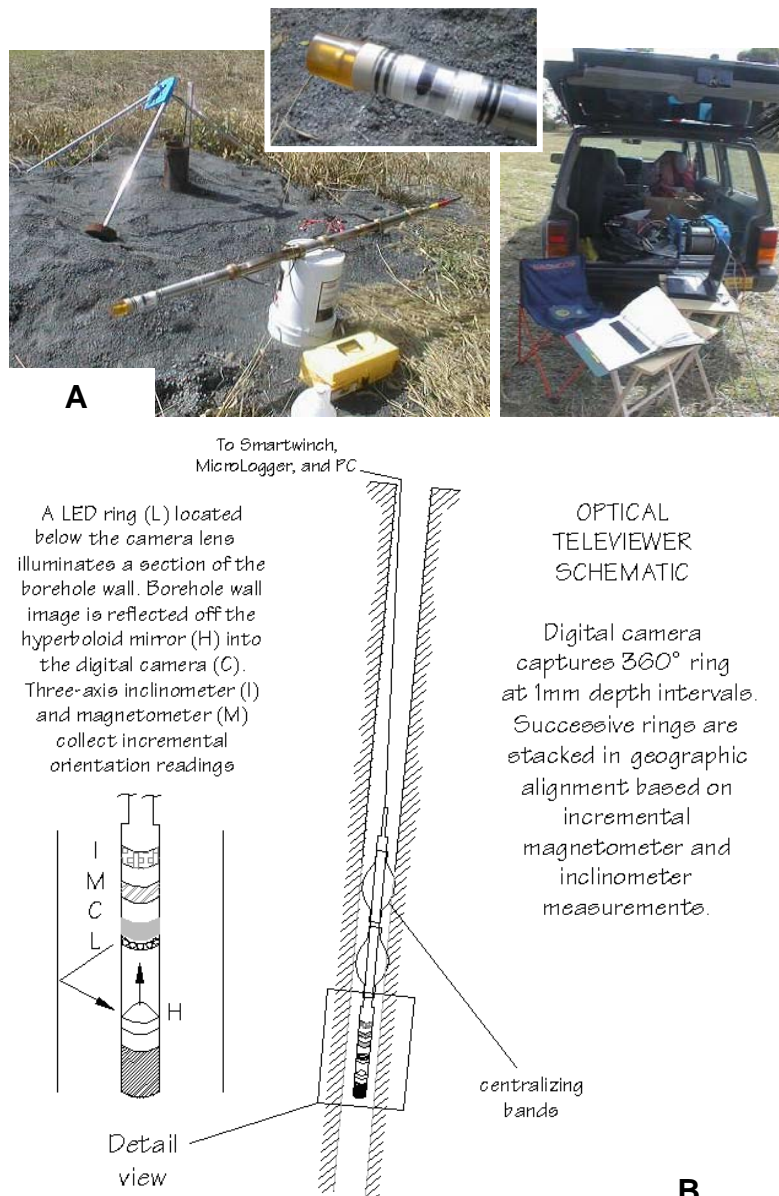 A
To Smartwinch,
MicroLogger, and PC
A LED ring (L) located
below the camera lens
illuminates a section of the
borehole wall. Borehole wall
image is reflected off the
hyperboloid mirror (H) into
the digital camera (C).
Three-axis inclinometer (I)
and magnetometer (M)
collect incremental
orientation readings
OPTICAL
TELEVIEWER
SCHEMATIC
Digital camera
captures 360° ring
at 1mm depth intervals.
Successive rings are
stacked in geographic
alignment based on
incremental
magnetometer and
inclinometer
measurements.
I
M
C
L
H
centralizing
bands
Detail
view
B